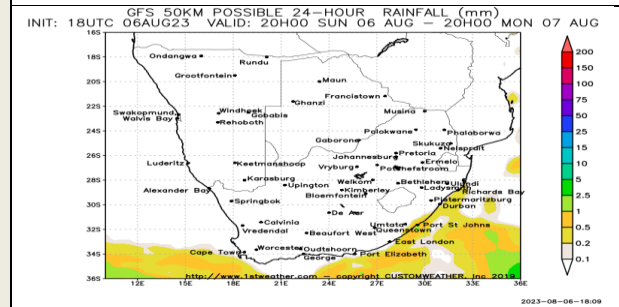 GFS 50KM POSSIBLE 24-HOUR RAINFALL (mm)
INIT: 18UTC 06AUG23 VALID: 20H00 SUN 06 AUG - 20H00 MON 07 AUG
16S
18S
20S
22S
24S
26S
28S
30S
32S
34S
36S
Ondangwa
Rundu
Grootfontein
Maun
Francistown
Ghanzi
Musina
Swakopmund
Windhoek
Gobabis
Walvis Bay
Rehoboth
Polokwane
Phalaborwa
Gaborone
Skukuza
Nelspruit
Johannesburg
Pretoria
Luderitz
Keetmanshoop
Vryburg
Potchefstroom
Ermelo
Karasburg
Welkom
Bethlehem
Ulundi
Alexander Bay
Upington
Kimberley
Ladysmith
Richards Bay
Springbok
Bloemfontein
Pietermaritzburg
Durban
De Aar
Calvinia
Umtata
Port St Johns
Vredendal
Beaufort West
Queenstown
East London
Cape Town
Worcester
Oudtshoorn
George
Port Elizabeth
http://www.1stweather.com - copyright CUSTOMWEATHER, Inc 2019
12E
15E
18E
21E
24E
27E
30E
33E
36E
200
150
100
75
50
25
15
10
5
2.5
1
0.5
0.2
0.1
2023-08-06-18:09